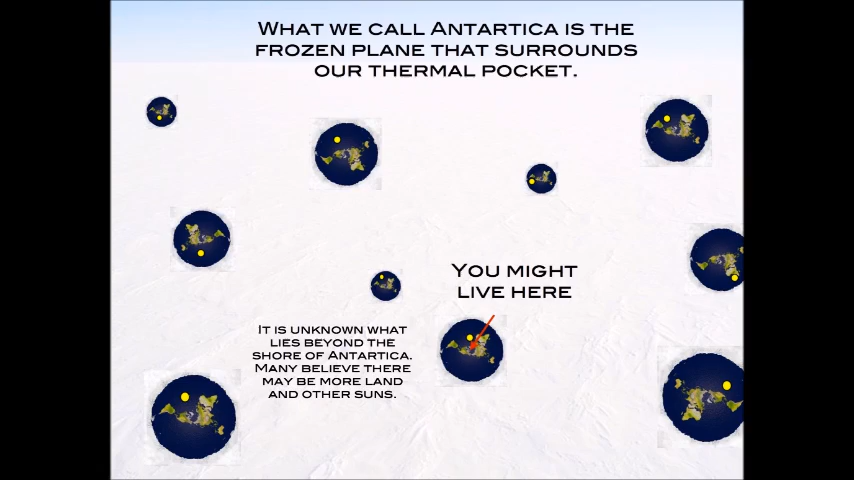 What we call Antartica is the
frozen plane that surrounds
our thermal pocket.
You might
live here
It is unknown what
lies beyond the
shore of Antartica.
Many believe there
may be more land
and other suns.